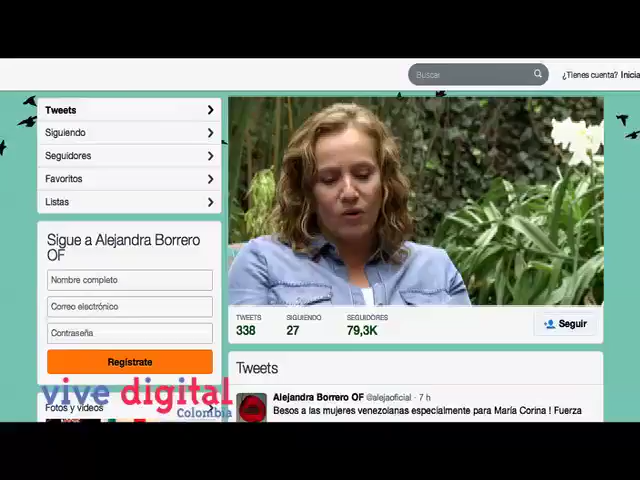 Buscar
¿Tienes cuenta? Inicia
Tweets
Siguiendo
Seguidores
Favoritos
Listas
Sigue a Alejandra Borrero
OF
Nombre completo
Correo electrónico
Contraseña
Regístrate
Fotos y videos
vive digital
Colombia
TWEETS
338
SIGUIENDO
27
SEGUIDORES
79,3K
Seguir
Tweets
Alejandra Borrero OF @alejaoficial · 7 h
Besos a las mujeres venezolanas especialmente para María Corina ! Fuerza